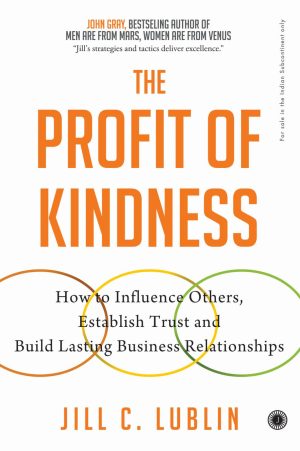 JOHN GRAY, BESTSELLING AUTHOR OF
MEN ARE FROM MARS, WOMEN ARE FROM VENUS
“Jill’s strategies and tactics deliver excellence.”
For sale in the Indian Subcontinent only
THE
PROFIT OF
KINDNESS
How to Influence Others,
Establish Trust and
Build Lasting Business Relationships
JILL C. LUBLIN
J